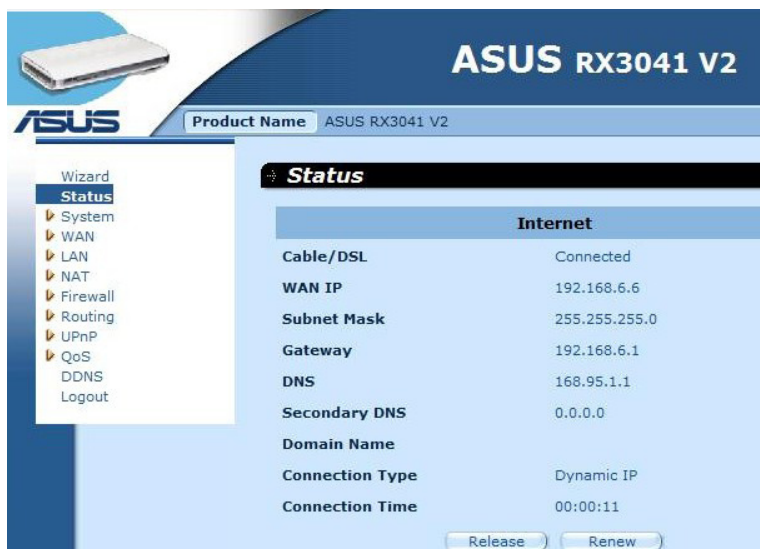 ASUS RX3041 V2
ASUS
Product Name ASUS RX3041 V2
Wizard
Status
System
WAN
LAN
NAT
Firewall
Routing
UPnP
QoS
DDNS
Logout
Status
Internet
Cable/DSL Connected
WAN IP 192.168.6.6
Subnet Mask 255.255.255.0
Gateway 192.168.6.1
DNS 168.95.1.1
Secondary DNS 0.0.0.0
Domain Name
Connection Type Dynamic IP
Connection Time 00:00:11
Release Renew